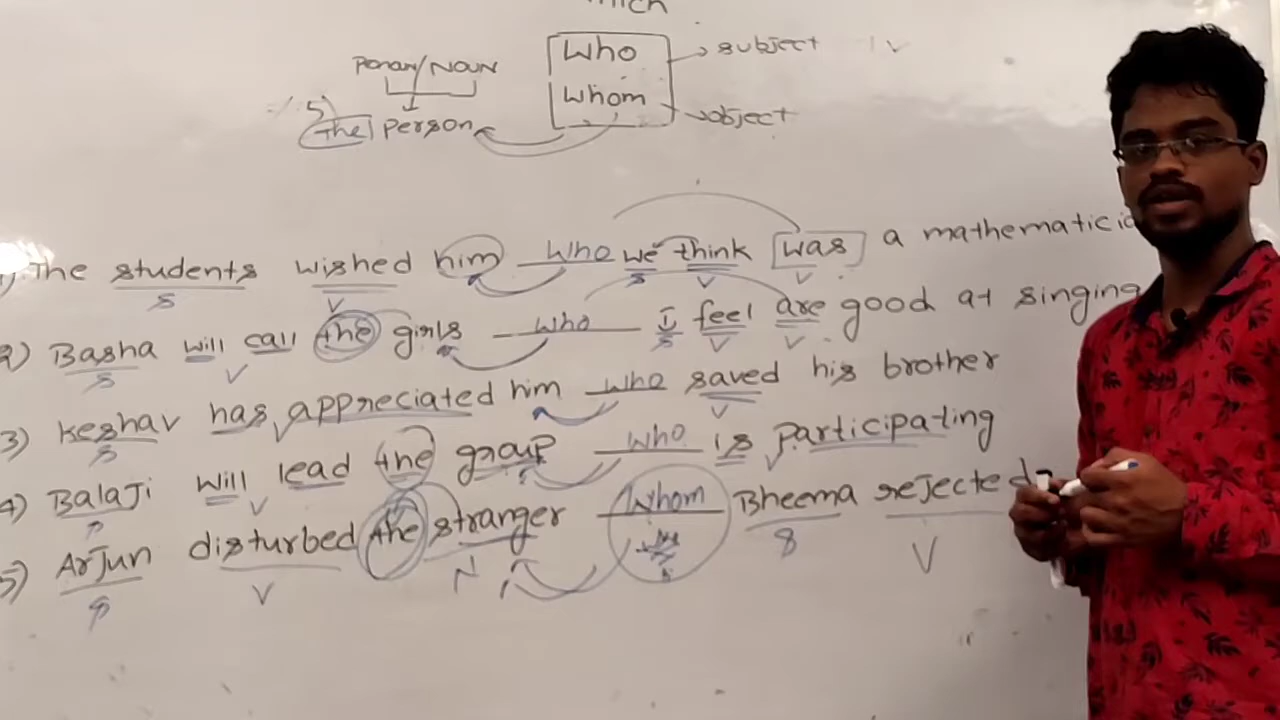 Who → subject
Pronoun/NOUN
Whom → object
5)
the person
1) The students wished him who we think was a mathematicia
S V S V V
2) Basha will call the girls who I feel are good at singing
S V S V V
3) Keshav has appreciated him who saved his brother
S V V
4) BalaJi will lead the group who is participating
V V
5) ArJun disturbed the stranger whom Bheema rejected
S V N S V